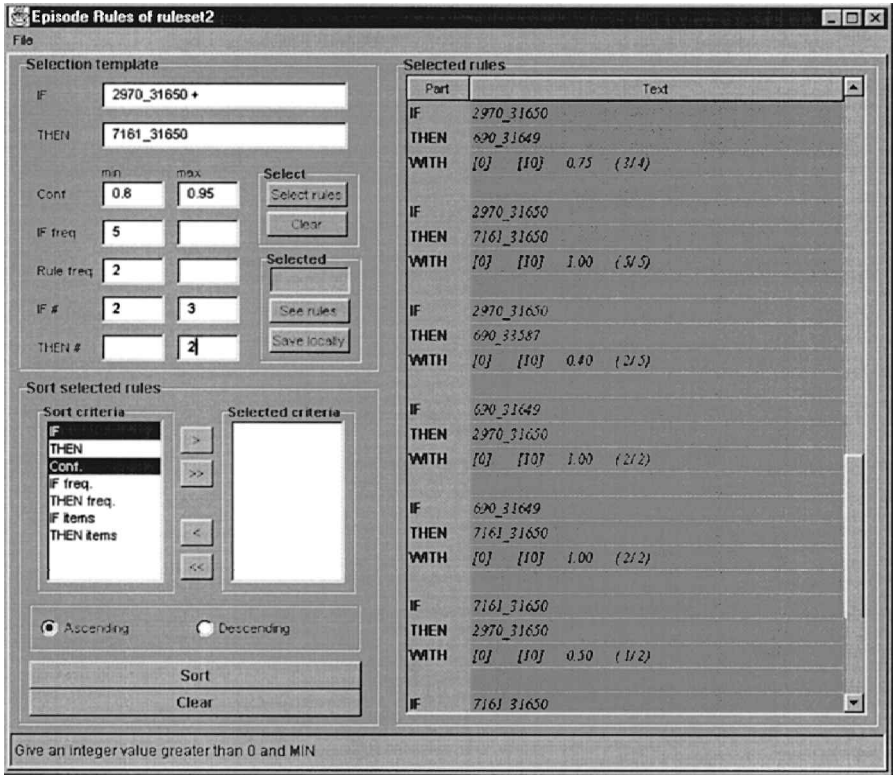 Episode Rules of ruleset2
File
Selection template
IF 2970_31650 +
THEN 7161_31650
min max
Conf 0.8 0.95
IF freq 5
Rule freq 2
IF # 2 3
THEN # 2
Select
Select rules
Clear
Selected
See rules
Save locally
Sort selected rules
Sort criteria
IF
THEN
Conf.
IF freq.
THEN freq.
IF items
THEN items
>
>>
<
<<
Selected criteria
Ascending Descending
Sort
Clear
Selected rules
Part Text
IF 2970_31650
THEN 690_31649
WITH [0] [10] 0.75 (3/4)
IF 2970_31650
THEN 7161_31650
WITH [0] [10] 1.00 (5/5)
IF 2970_31650
THEN 690_33587
WITH [0] [10] 0.40 (2/5)
IF 690_31649
THEN 2970_31650
WITH [0] [10] 1.00 (2/2)
IF 690_31649
THEN 7161_31650
WITH [0] [10] 1.00 (2/2)
IF 7161_31650
THEN 2970_31650
WITH [0] [10] 0.50 (1/2)
IF 7161_31650
Give an integer value greater than 0 and MIN